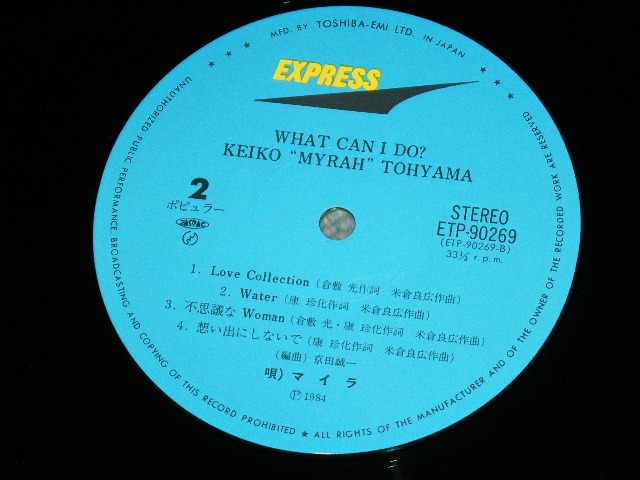 MFD. BY TOSHIBA-EMI LTD. IN JAPAN ★ ★ ★
EXPRESS
WHAT CAN I DO?
KEIKO "MYRAH" TOHYAMA
2
ポピュラー
JASRAC
STEREO
ETP-90269
(ETP-90269-B)
33⅓ r.p.m.
1. Love Collection (倉敷 光作詞 米倉良広作曲)
2. Water (康 珍化作詞 米倉良広作曲)
3. 不思議な Woman (倉敷 光・康 珍化作詞 米倉良広作曲)
4. 想い出にしないで (康 珍化作詞 米倉良広作曲)
(編曲)京田誠一
唄) マイラ
Ⓟ 1984
★ ★ ★ UNAUTHORIZED PUBLIC PERFORMANCE BROADCASTING AND COPYING OF THIS RECORD PROHIBITED ★ ALL RIGHTS OF THE MANUFACTURER AND OF THE OWNER OF THE RECORDED WORK ARE RESERVED